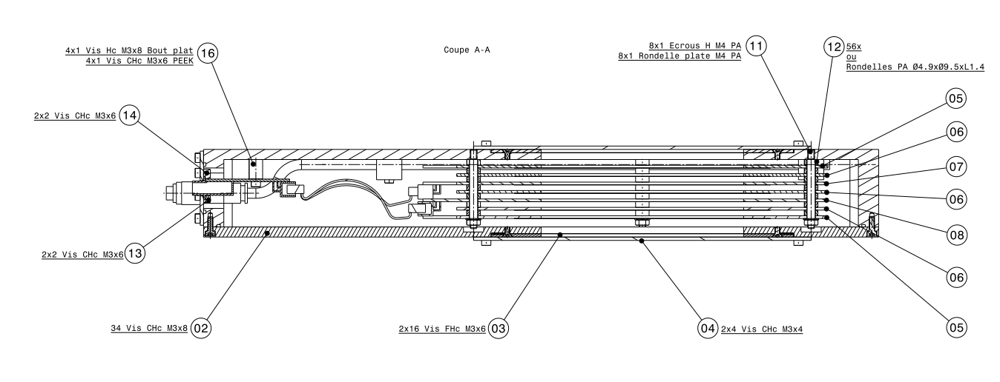 Coupe A-A
4x1 Vis Hc M3x8 Bout plat
4x1 Vis CHc M3x6 PEEK
16
8x1 Ecrous H M4 PA
8x1 Rondelle plate M4 PA
11
12
56x
ou
Rondelles PA Ø4.9xØ9.5xL1.4
05
2x2 Vis CHc M3x6
14
06
07
06
08
2x2 Vis CHc M3x6
13
06
34 Vis CHc M3x8
02
2x16 Vis FHc M3x6
03
04
2x4 Vis CHc M3x4
05